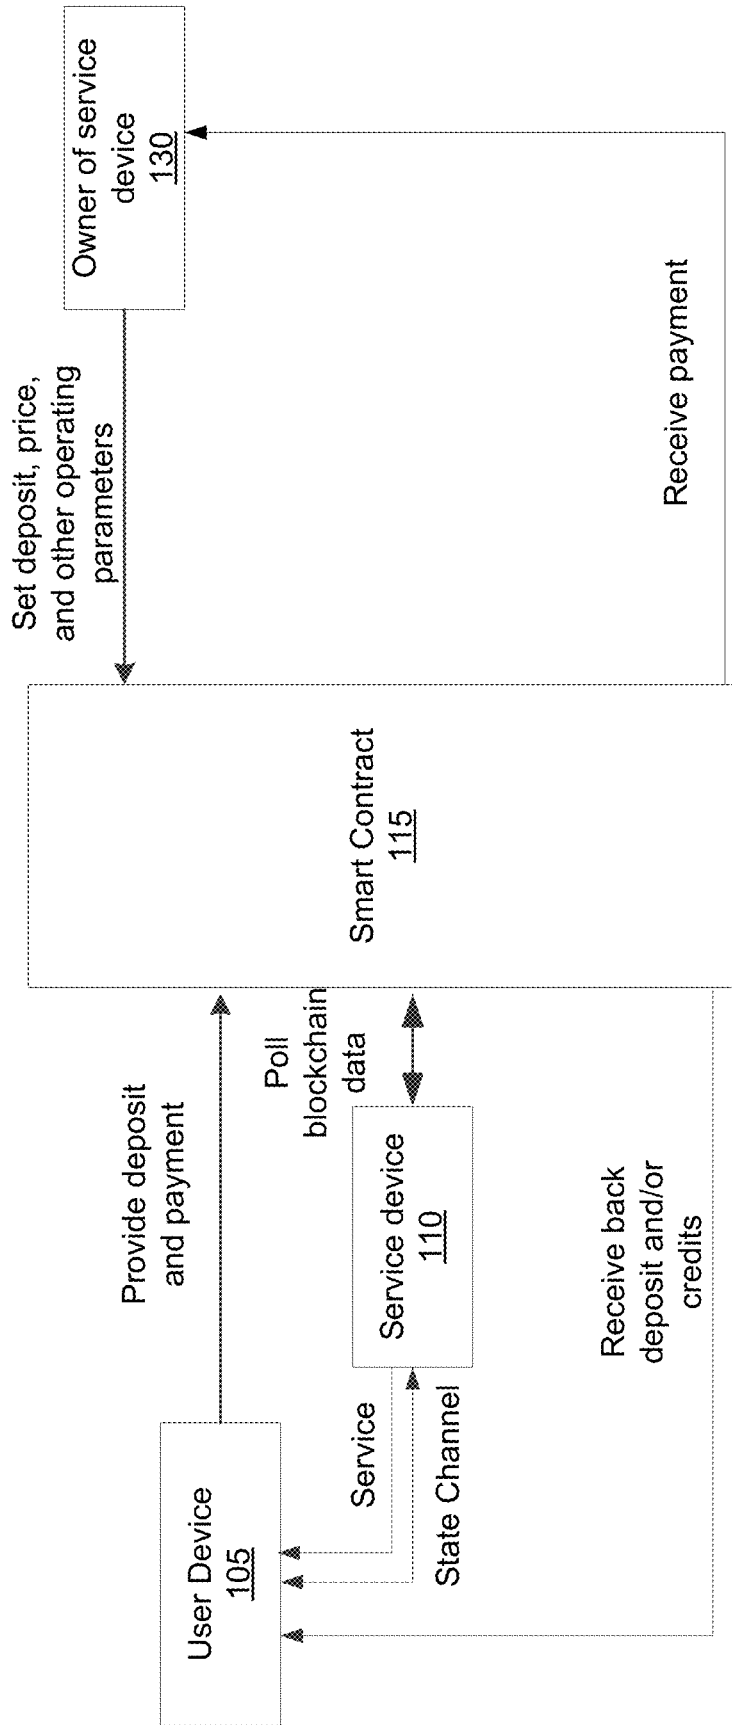 User Device
105
Provide deposit
and payment
Service
State Channel
Service device
110
Poll
blockchain
data
Receive back
deposit and/or
credits
Smart Contract
115
Set deposit, price,
and other operating
parameters
Owner of service
device
130
Receive payment